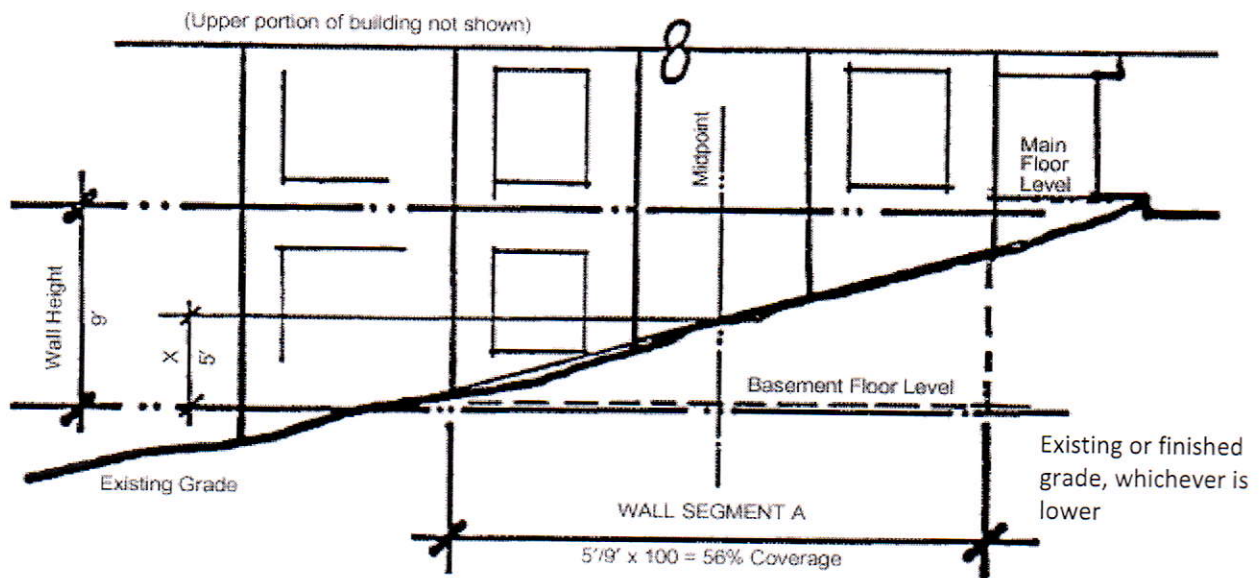 (Upper portion of building not shown)
8
Midpoint
Main
Floor
Level
Wall Height
9'
X
5'
Basement Floor Level
Existing Grade
Existing or finished
grade, whichever is
lower
WALL SEGMENT A
5'/9' x 100 = 56% Coverage